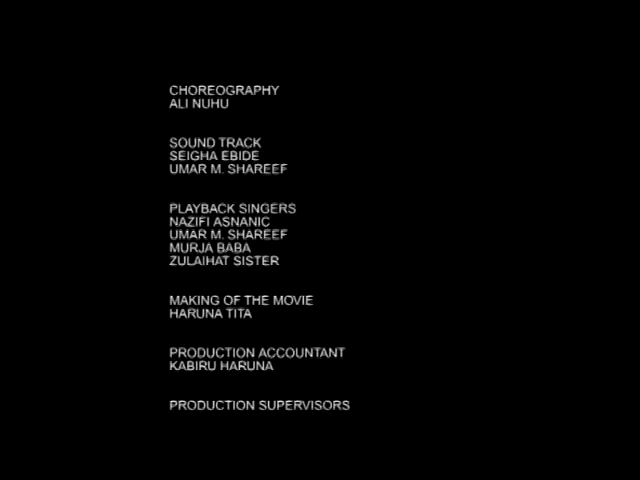 CHOREOGRAPHY
ALI NUHU
SOUND TRACK
SEIGHA EBIDE
UMAR M. SHAREEF
PLAYBACK SINGERS
NAZIFI ASNANIC
UMAR M. SHAREEF
MURJA BABA
ZULAIHAT SISTER
MAKING OF THE MOVIE
HARUNA TITA
PRODUCTION ACCOUNTANT
KABIRU HARUNA
PRODUCTION SUPERVISORS